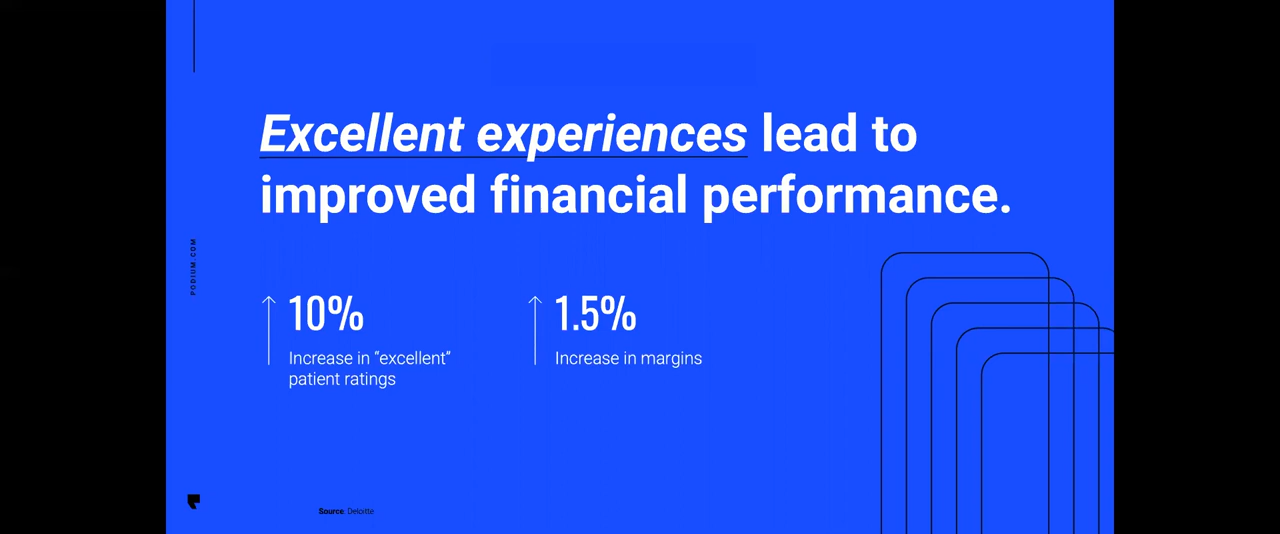 Excellent experiences lead to
improved financial performance.
PODIUM.COM
10%
Increase in "excellent"
patient ratings
1.5%
Increase in margins
Source. Deloitte